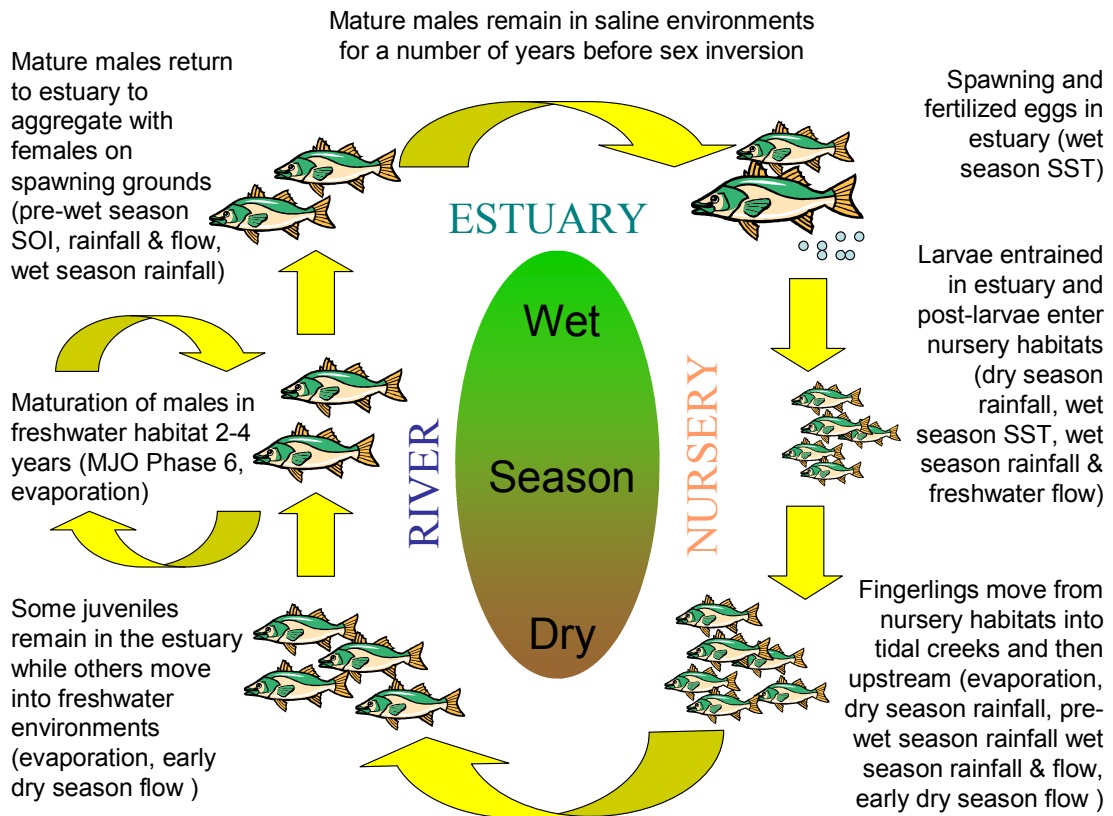 Mature males remain in saline environments
for a number of years before sex inversion
Mature males return
to estuary to
aggregate with
females on
spawning grounds
(pre-wet season
SOI, rainfall & flow,
wet season rainfall)
Spawning and
fertilized eggs in
estuary (wet
season SST)
ESTUARY
Larvae entrained
in estuary and
post-larvae enter
nursery habitats
(dry season
rainfall, wet
season SST, wet
season rainfall &
freshwater flow)
Wet
Season
Dry
RIVER
NURSERY
Maturation of males in
freshwater habitat 2-4
years (MJO Phase 6,
evaporation)
Some juveniles
remain in the estuary
while others move
into freshwater
environments
(evaporation, early
dry season flow )
Fingerlings move from
nursery habitats into
tidal creeks and then
upstream (evaporation,
dry season rainfall, pre-
wet season rainfall wet
season rainfall & flow,
early dry season flow )